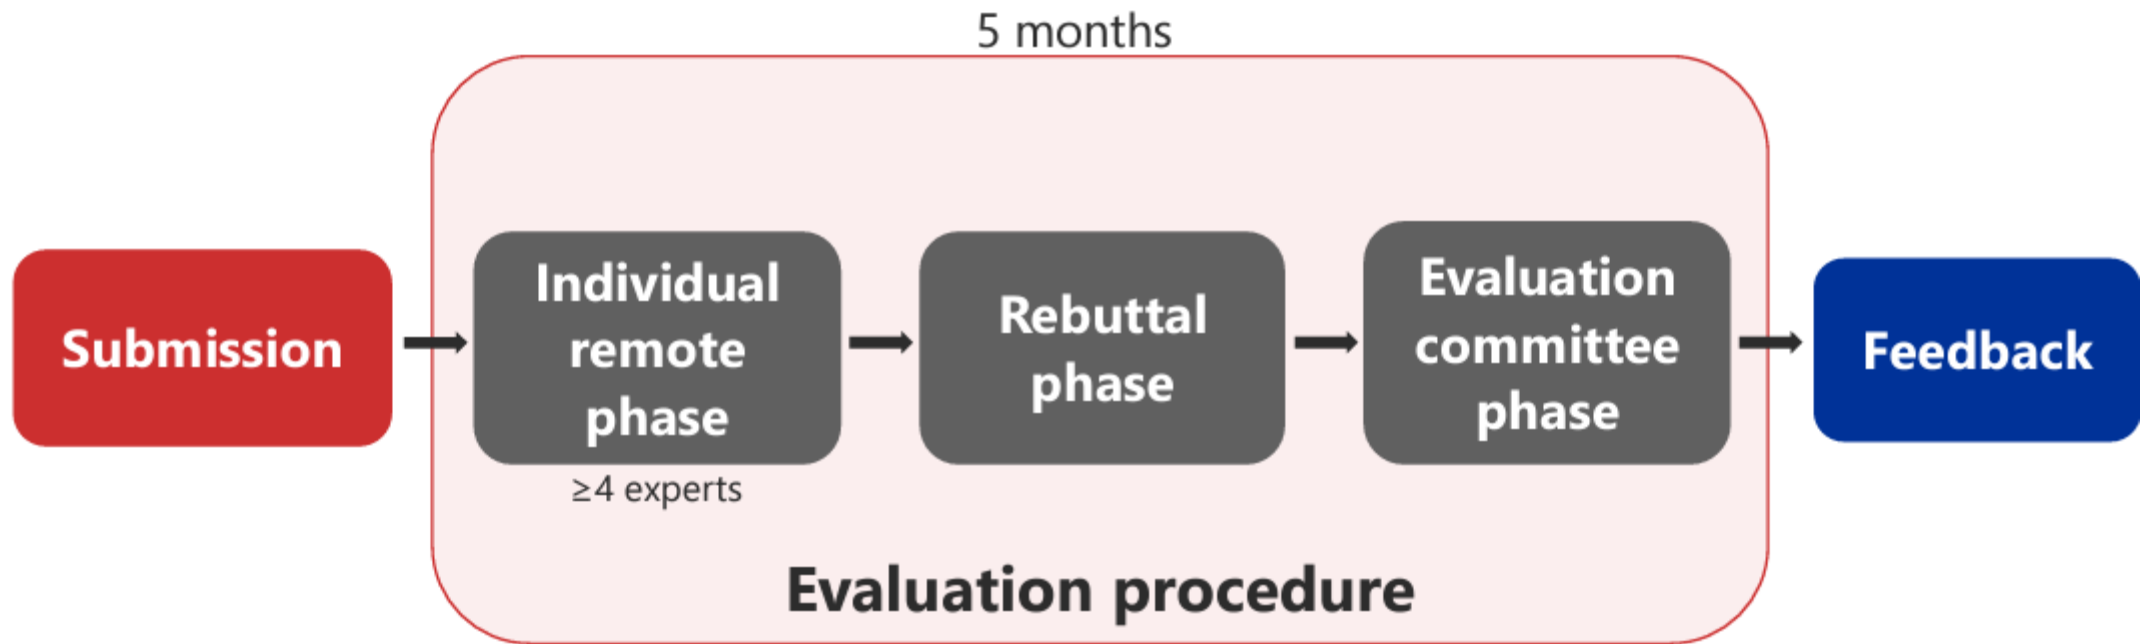 5 months
Submission
Individual
remote
phase
≥4 experts
Rebuttal
phase
Evaluation
committee
phase
Feedback
Evaluation procedure